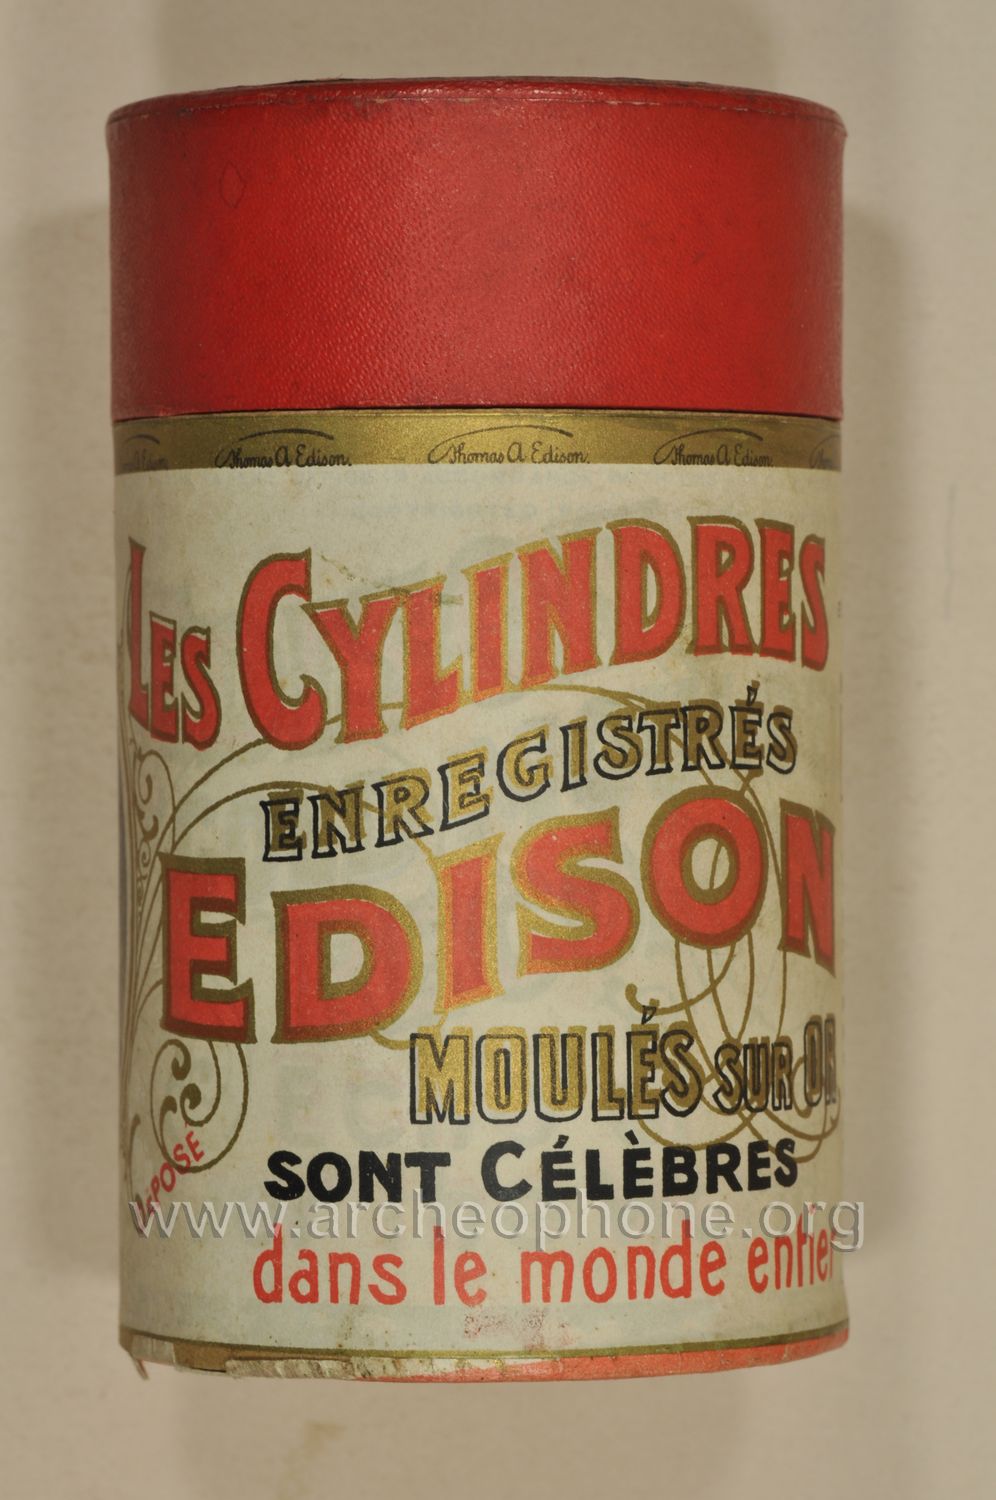 Thomas A Edison. Thomas A Edison. Thomas A Edison.
LES CYLINDRES
ENREGISTRÉS
EDISON
MOULÉS SUR OR
SONT CÉLÈBRES
dans le monde entier
DÉPOSÉ
www.archeophone.org